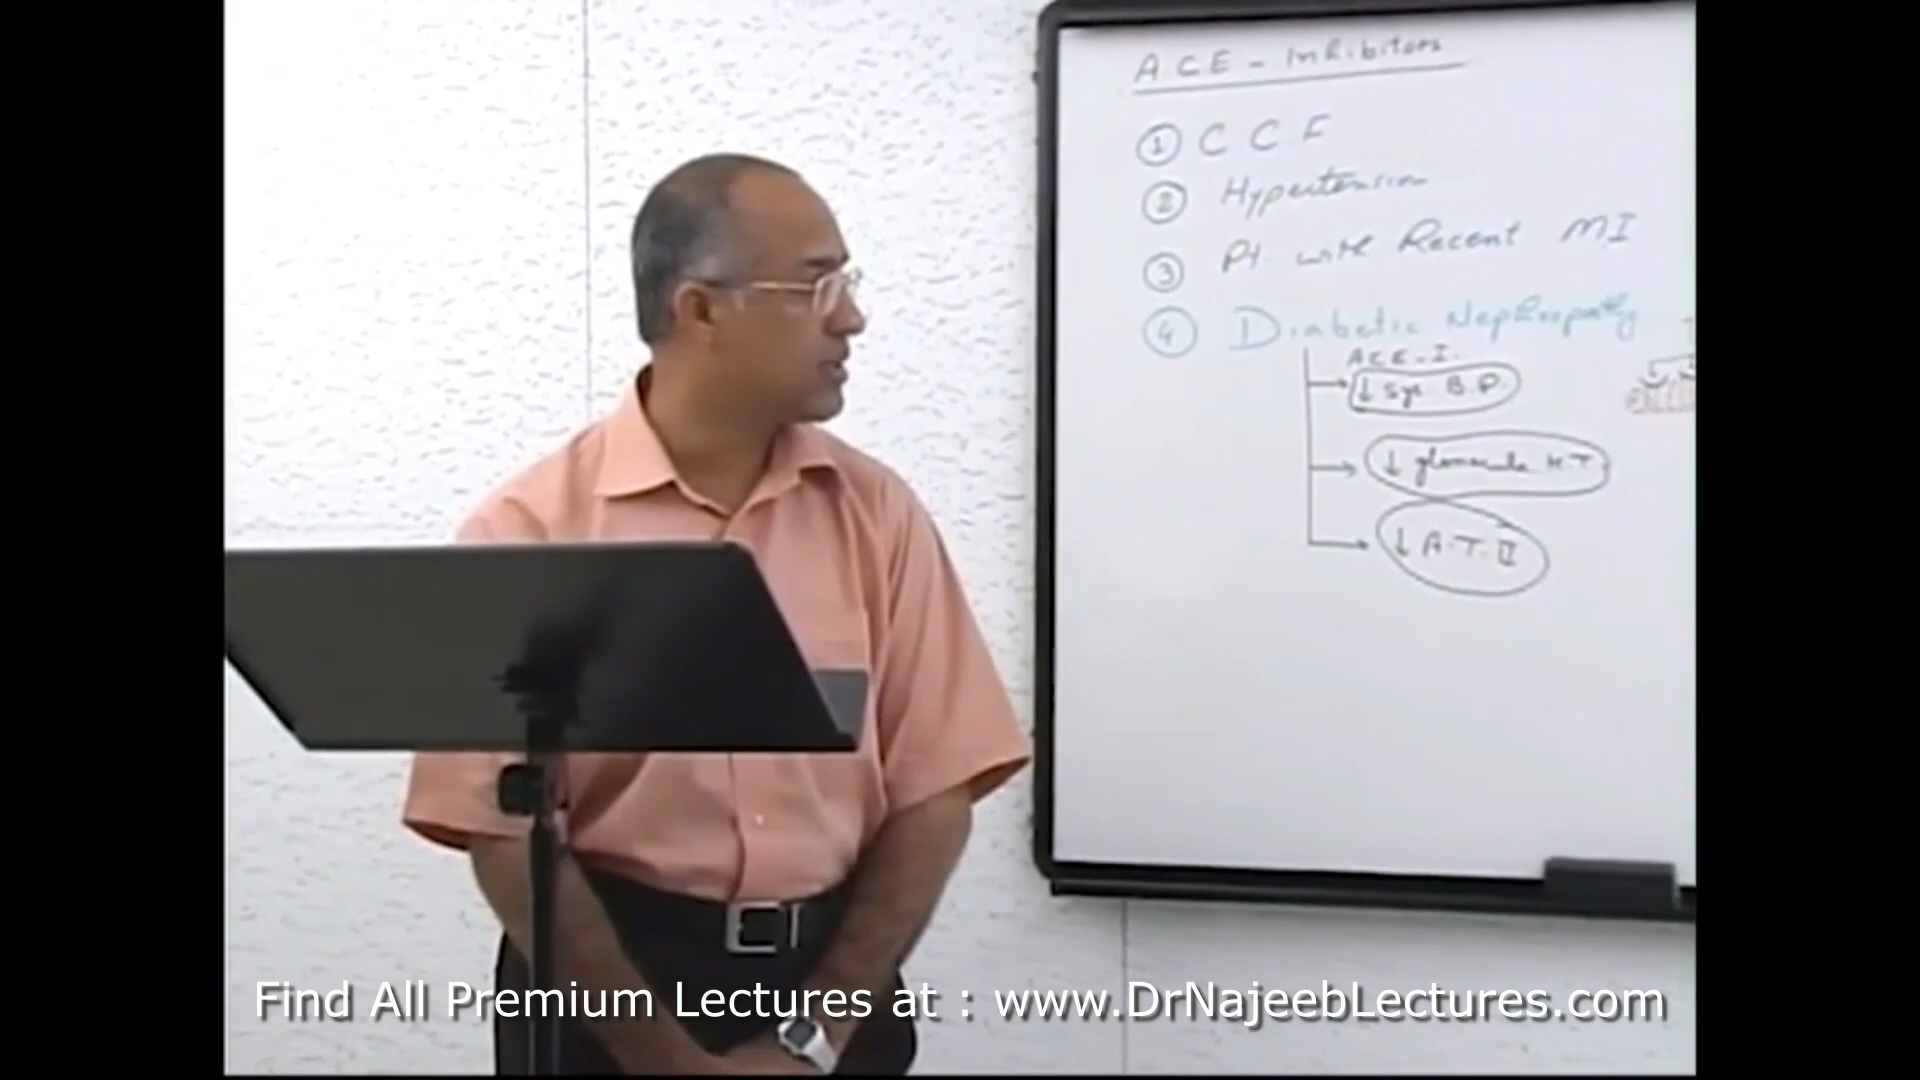 ACE - Inhibitors
① C C F
② Hypertension
③ Pt with Recent MI
④ Diabetic Nephropathy
ACE-I.
↓ Sys. B.P.
↓ glomerular H.T.
↓ A.T. II
Find All Premium Lectures at : www.DrNajeebLectures.com